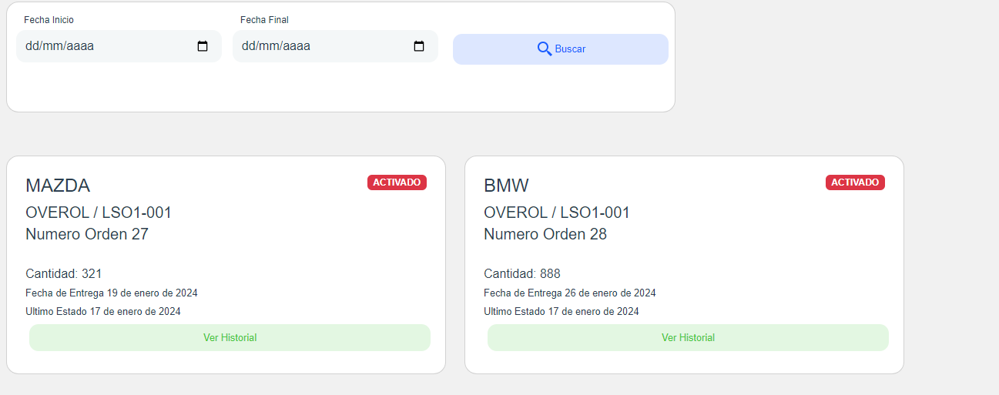 Fecha Inicio
Fecha Final
dd/mm/aaaa
dd/mm/aaaa
Buscar
MAZDA
ACTIVADO
OVEROL / LSO1-001
Numero Orden 27
Cantidad: 321
Fecha de Entrega 19 de enero de 2024
Ultimo Estado 17 de enero de 2024
Ver Historial
BMW
ACTIVADO
OVEROL / LSO1-001
Numero Orden 28
Cantidad: 888
Fecha de Entrega 26 de enero de 2024
Ultimo Estado 17 de enero de 2024
Ver Historial